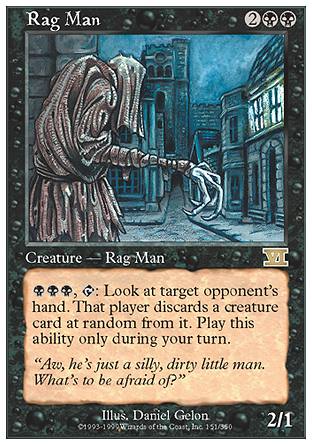 Rag Man 2
Creature — Rag Man VI
: Look at target opponent's
hand. That player discards a creature
card at random from it. Play this
ability only during your turn.
"Aw, he's just a silly, dirty little man.
What's to be afraid of?"
Illus. Daniel Gelon
©1993-1999 Wizards of the Coast, Inc. 151/350
2/1